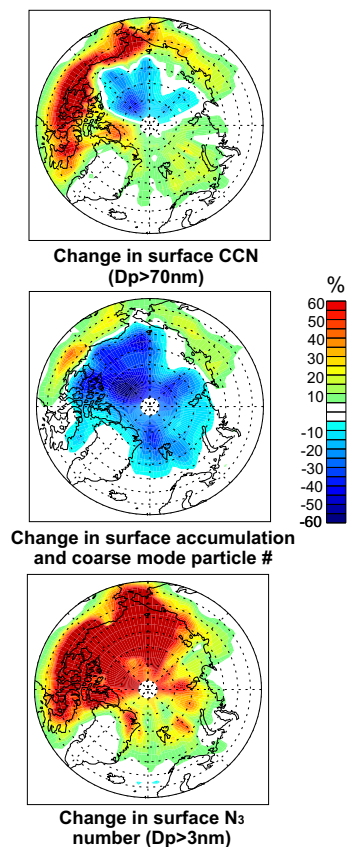 Change in surface CCN
(Dp>70nm)
%
60
50
40
30
20
10
-10
-20
-30
-40
-50
-60
Change in surface accumulation
and coarse mode particle #
Change in surface N₃
number (Dp>3nm)